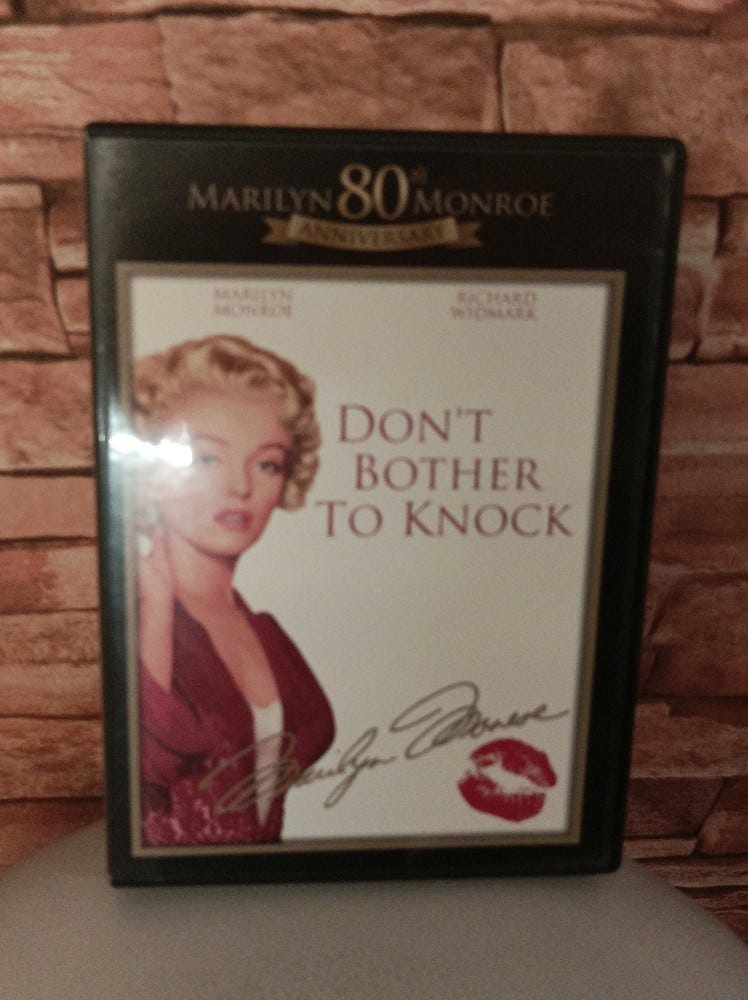 MARILYN 80th MONROE
ANNIVERSARY
MARILYN MONROE
RICHARD WIDMARK
DON'T
BOTHER
TO KNOCK
Marilyn Monroe